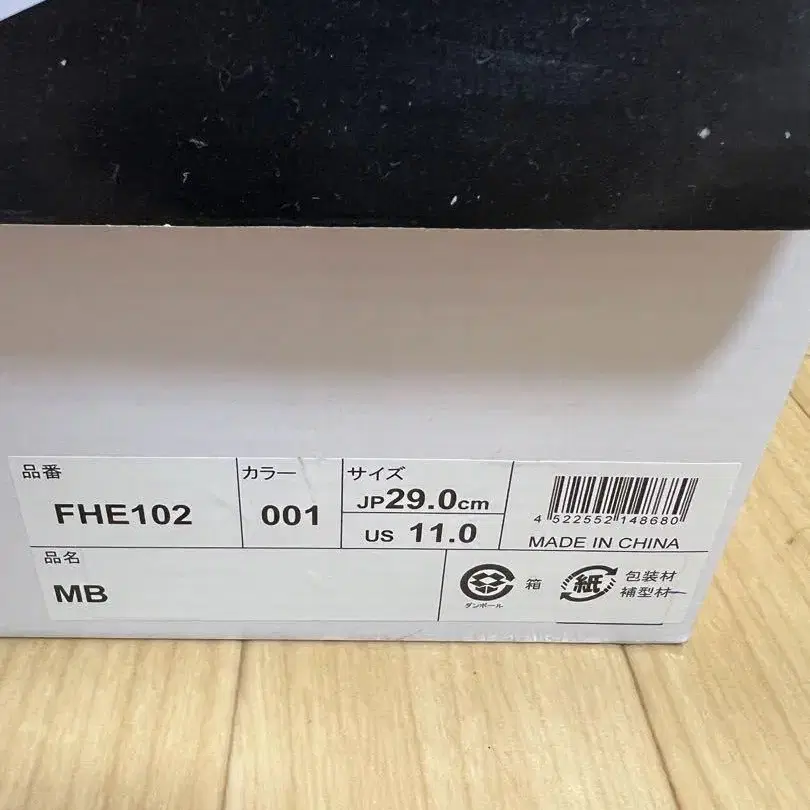 品番
FHE102
カラー
001
サイズ
JP29.0cm
US 11.0
4 522552 148680
MADE IN CHINA
品名
MB
ダンボール
箱
紙
包装材
補型材